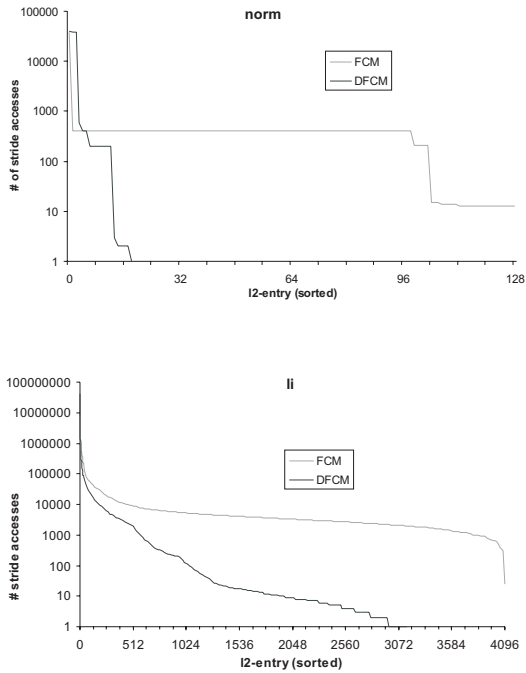 norm
100000
10000
1000
100
10
1
# of stride accesses
FCM
DFCM
0 32 64 96 128
l2-entry (sorted)
li
100000000
10000000
1000000
100000
10000
1000
100
10
1
# stride accesses
FCM
DFCM
0 512 1024 1536 2048 2560 3072 3584 4096
l2-entry (sorted)